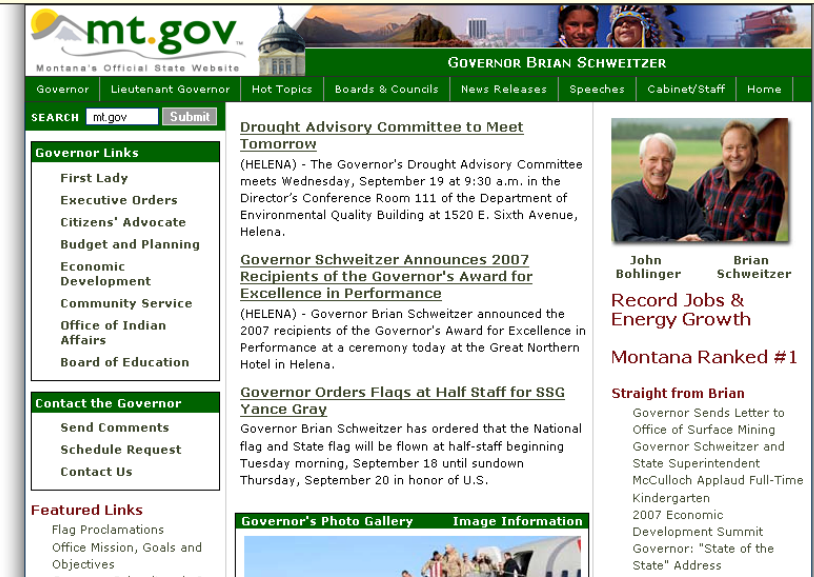 mt.gov
Montana's Official State Website
GOVERNOR BRIAN SCHWEITZER
Governor
Lieutenant Governor
Hot Topics
Boards & Councils
News Releases
Speeches
Cabinet/Staff
Home
SEARCH mt.gov Submit
Governor Links
First Lady
Executive Orders
Citizens' Advocate
Budget and Planning
Economic
Development
Community Service
Office of Indian
Affairs
Board of Education
Contact the Governor
Send Comments
Schedule Request
Contact Us
Featured Links
Flag Proclamations
Office Mission, Goals and
Objectives
Drought Advisory Committee to Meet
Tomorrow
(HELENA) - The Governor's Drought Advisory Committee
meets Wednesday, September 19 at 9:30 a.m. in the
Director's Conference Room 111 of the Department of
Environmental Quality Building at 1520 E. Sixth Avenue,
Helena.
Governor Schweitzer Announces 2007
Recipients of the Governor's Award for
Excellence in Performance
(HELENA) - Governor Brian Schweitzer announced the
2007 recipients of the Governor's Award for Excellence in
Performance at a ceremony today at the Great Northern
Hotel in Helena.
Governor Orders Flags at Half Staff for SSG
Yance Gray
Governor Brian Schweitzer has ordered that the National
flag and State flag will be flown at half-staff beginning
Tuesday morning, September 18 until sundown
Thursday, September 20 in honor of U.S.
Governor's Photo Gallery
Image Information
John
Bohlinger
Brian
Schweitzer
Record Jobs &
Energy Growth
Montana Ranked #1
Straight from Brian
Governor Sends Letter to
Office of Surface Mining
Governor Schweitzer and
State Superintendent
McCulloch Applaud Full-Time
Kindergarten
2007 Economic
Development Summit
Governor: "State of the
State" Address